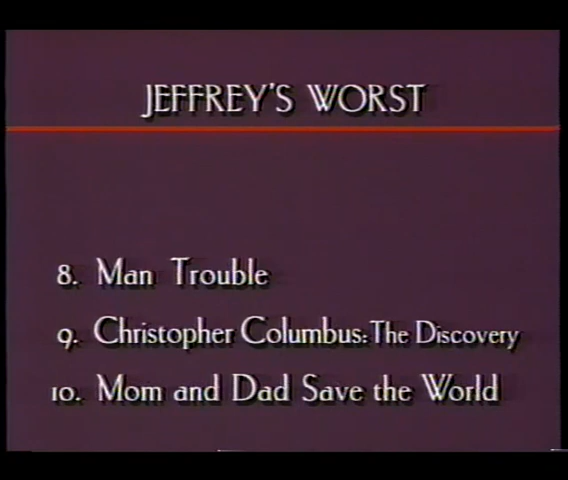 JEFFREY'S WORST
8. Man Trouble
9. Christopher Columbus: The Discovery
10. Mom and Dad Save the World